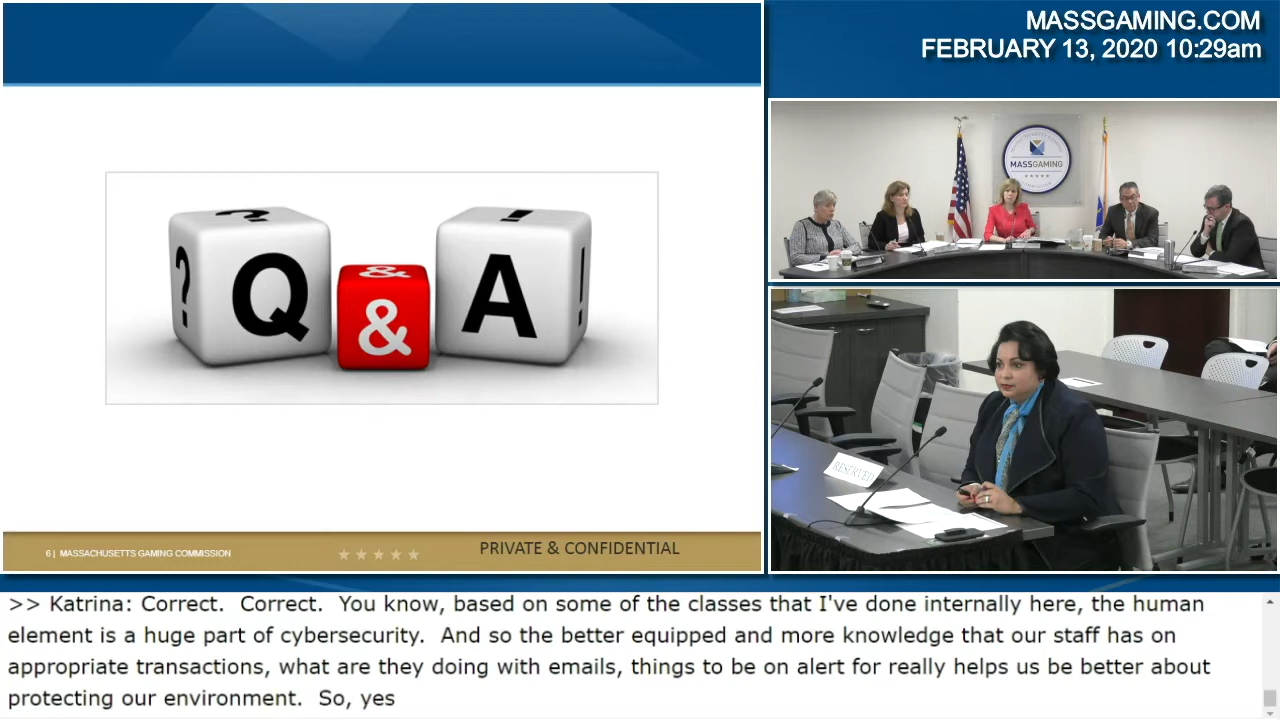 MASSGAMING.COM
FEBRUARY 13, 2020 10:29am
?
?
Q
&
&
!
A
!
MASSGAMING
RESERVED
6 | MASSACHUSETTS GAMING COMMISSION
PRIVATE & CONFIDENTIAL
>> Katrina: Correct.  Correct.  You know, based on some of the classes that I've done internally here, the human
element is a huge part of cybersecurity.  And so the better equipped and more knowledge that our staff has on
appropriate transactions, what are they doing with emails, things to be on alert for really helps us be better about
protecting our environment.  So, yes